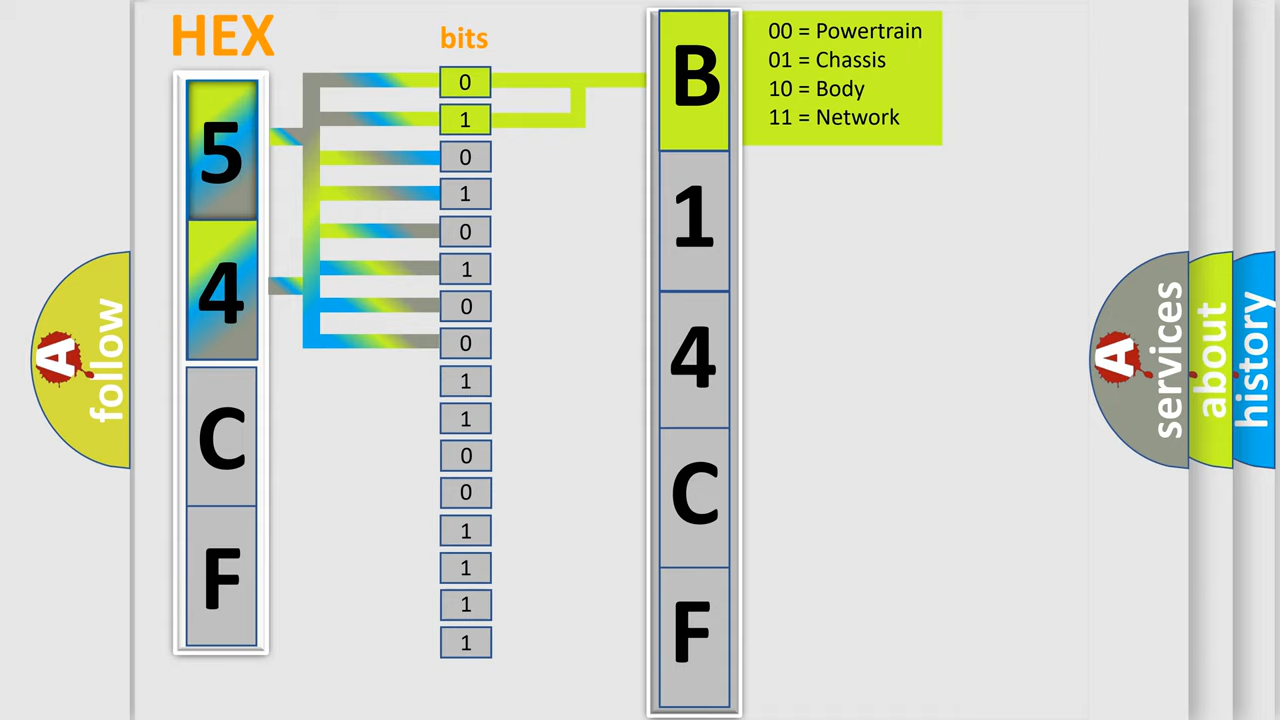 HEX
bits
5
4
C
F
0
1
0
1
0
1
0
0
1
1
0
0
1
1
1
1
B
1
4
C
F
00 = Powertrain
01 = Chassis
10 = Body
11 = Network
A
follow
A
services
about
history